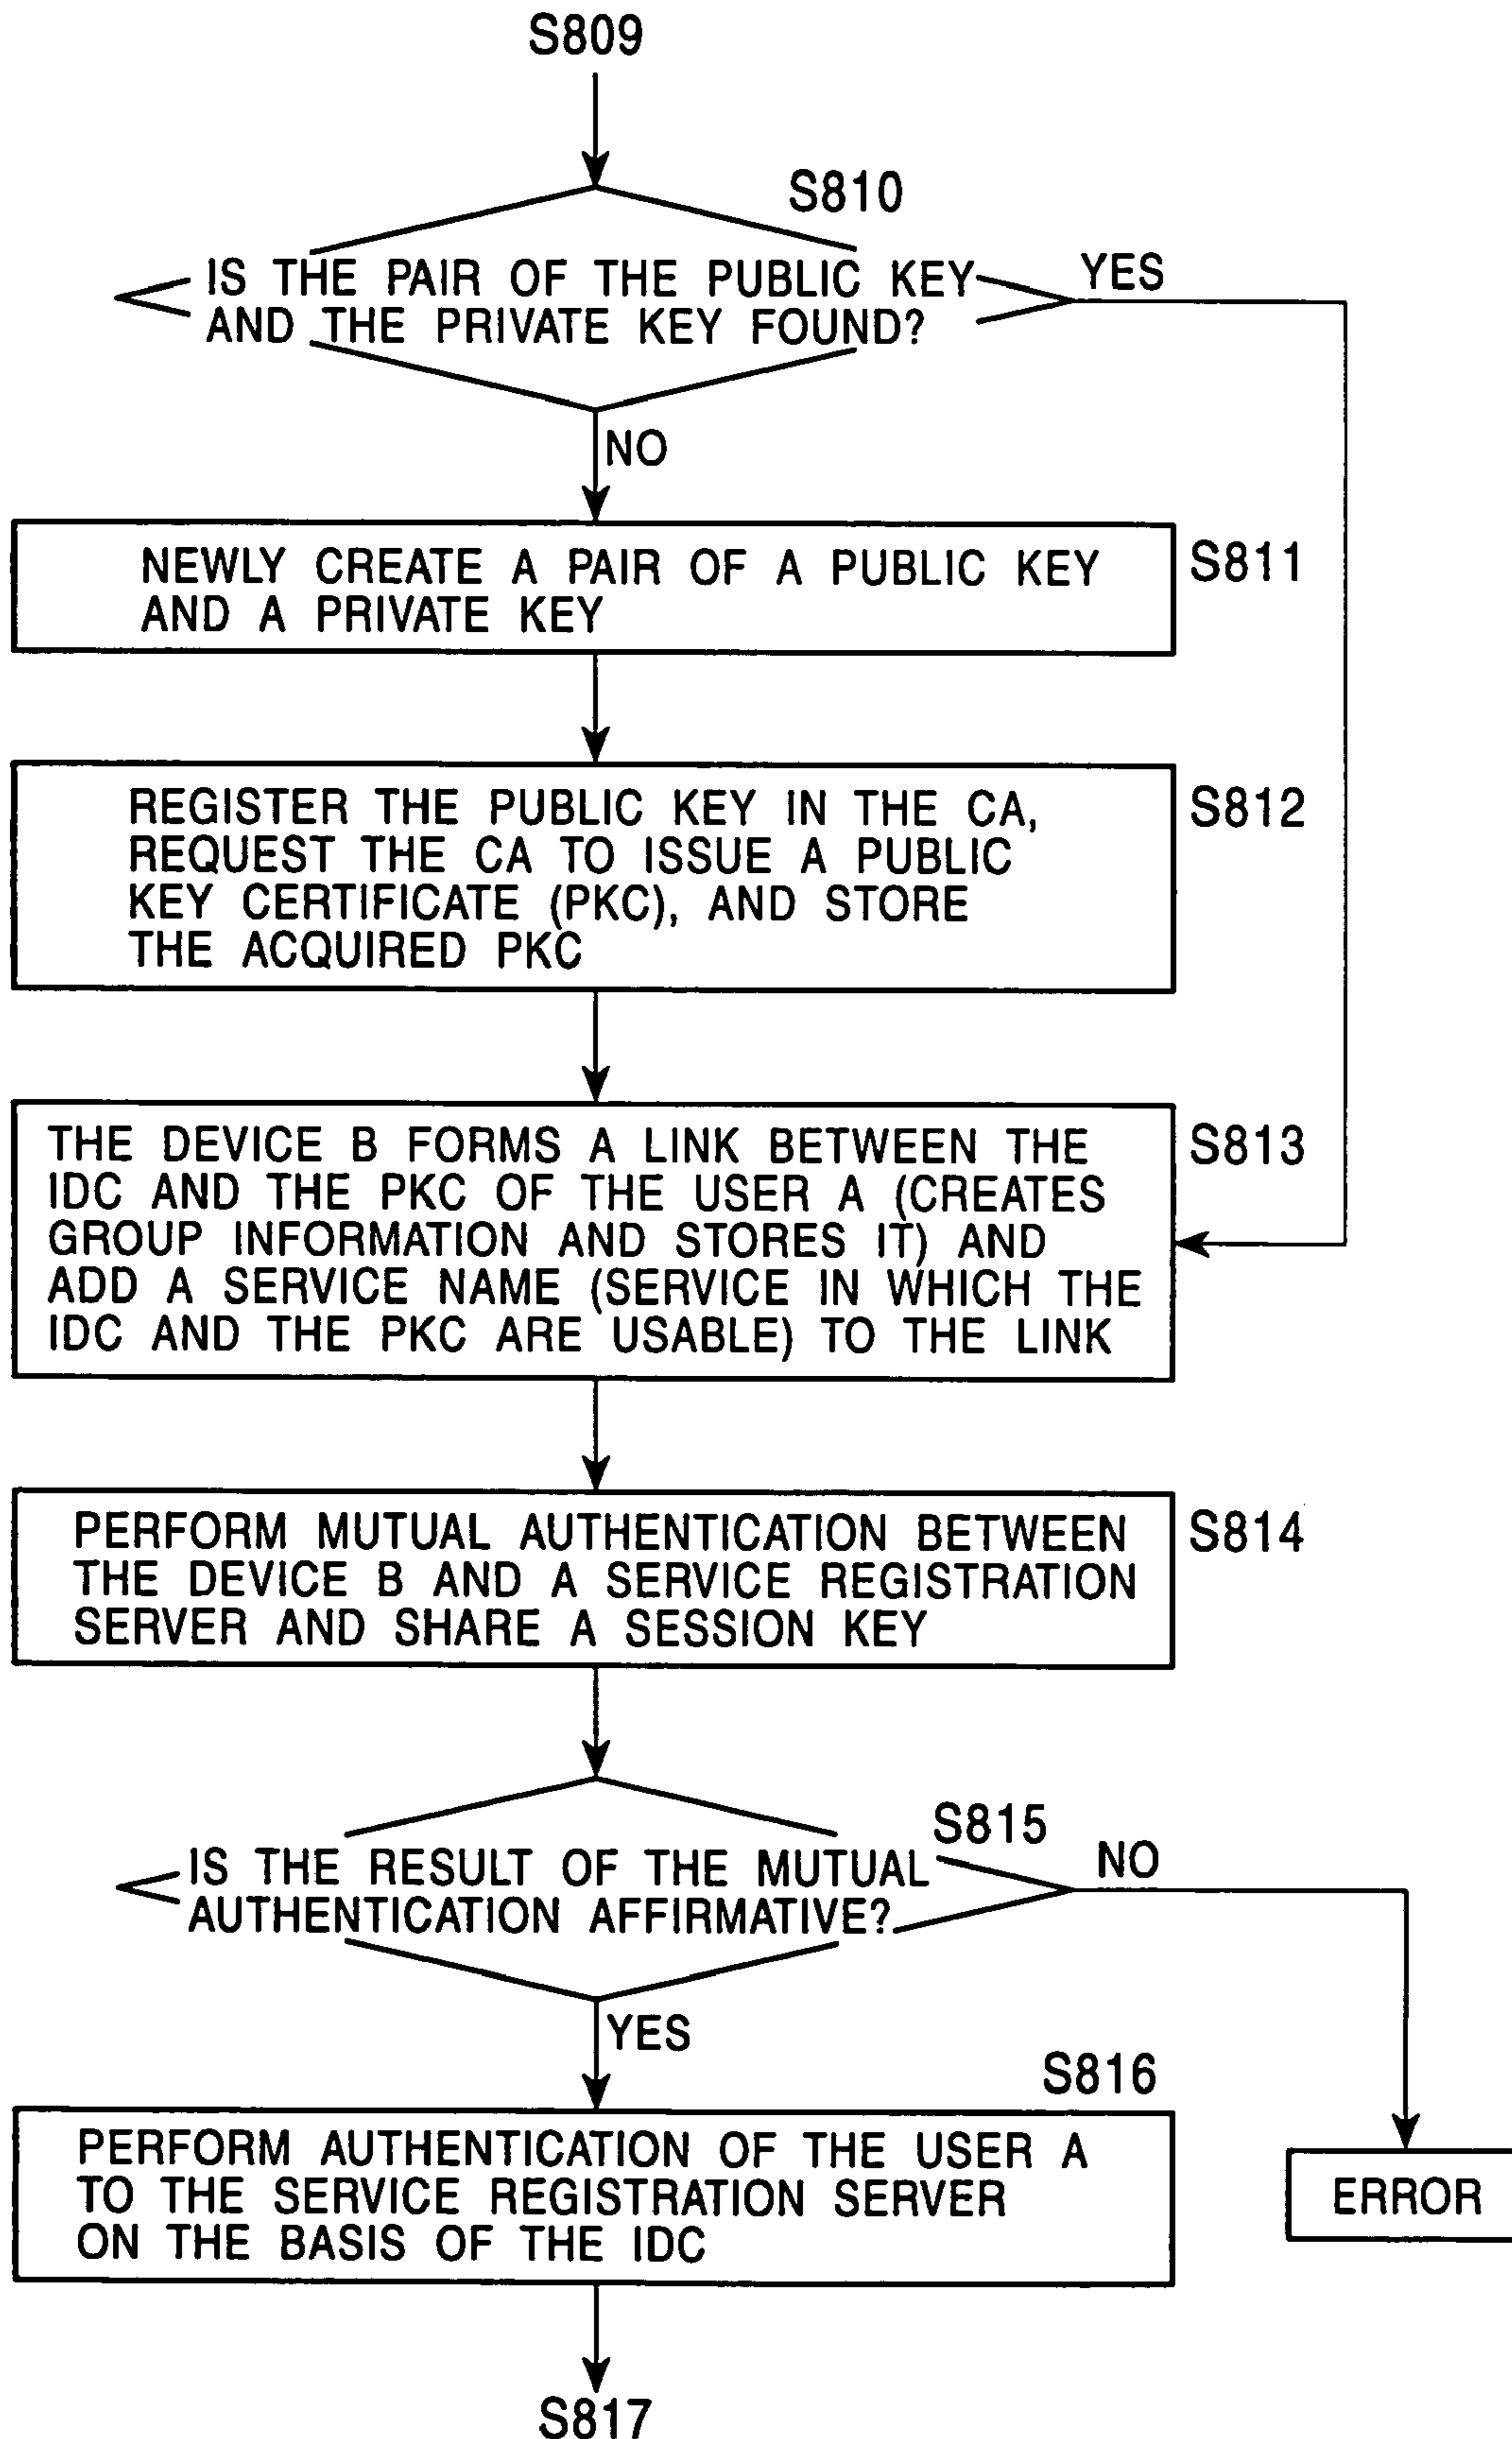 S809
S810
IS THE PAIR OF THE PUBLIC KEY
AND THE PRIVATE KEY FOUND?
YES
NO
NEWLY CREATE A PAIR OF A PUBLIC KEY
AND A PRIVATE KEY
S811
REGISTER THE PUBLIC KEY IN THE CA,
REQUEST THE CA TO ISSUE A PUBLIC
KEY CERTIFICATE (PKC), AND STORE
THE ACQUIRED PKC
S812
THE DEVICE B FORMS A LINK BETWEEN THE
IDC AND THE PKC OF THE USER A (CREATES
GROUP INFORMATION AND STORES IT) AND
ADD A SERVICE NAME (SERVICE IN WHICH THE
IDC AND THE PKC ARE USABLE) TO THE LINK
S813
PERFORM MUTUAL AUTHENTICATION BETWEEN
THE DEVICE B AND A SERVICE REGISTRATION
SERVER AND SHARE A SESSION KEY
S814
S815
IS THE RESULT OF THE MUTUAL
AUTHENTICATION AFFIRMATIVE?
NO
YES
S816
PERFORM AUTHENTICATION OF THE USER A
TO THE SERVICE REGISTRATION SERVER
ON THE BASIS OF THE IDC
ERROR
S817